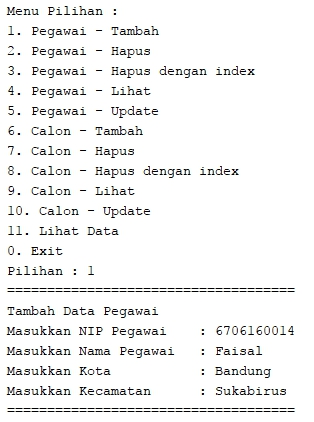 Menu Pilihan :
1. Pegawai - Tambah
2. Pegawai - Hapus
3. Pegawai - Hapus dengan index
4. Pegawai - Lihat
5. Pegawai - Update
6. Calon - Tambah
7. Calon - Hapus
8. Calon - Hapus dengan index
9. Calon - Lihat
10. Calon - Update
11. Lihat Data
0. Exit
Pilihan : 1
====================================
Tambah Data Pegawai
Masukkan NIP Pegawai    : 6706160014
Masukkan Nama Pegawai   : Faisal
Masukkan Kota           : Bandung
Masukkan Kecamatan      : Sukabirus
====================================